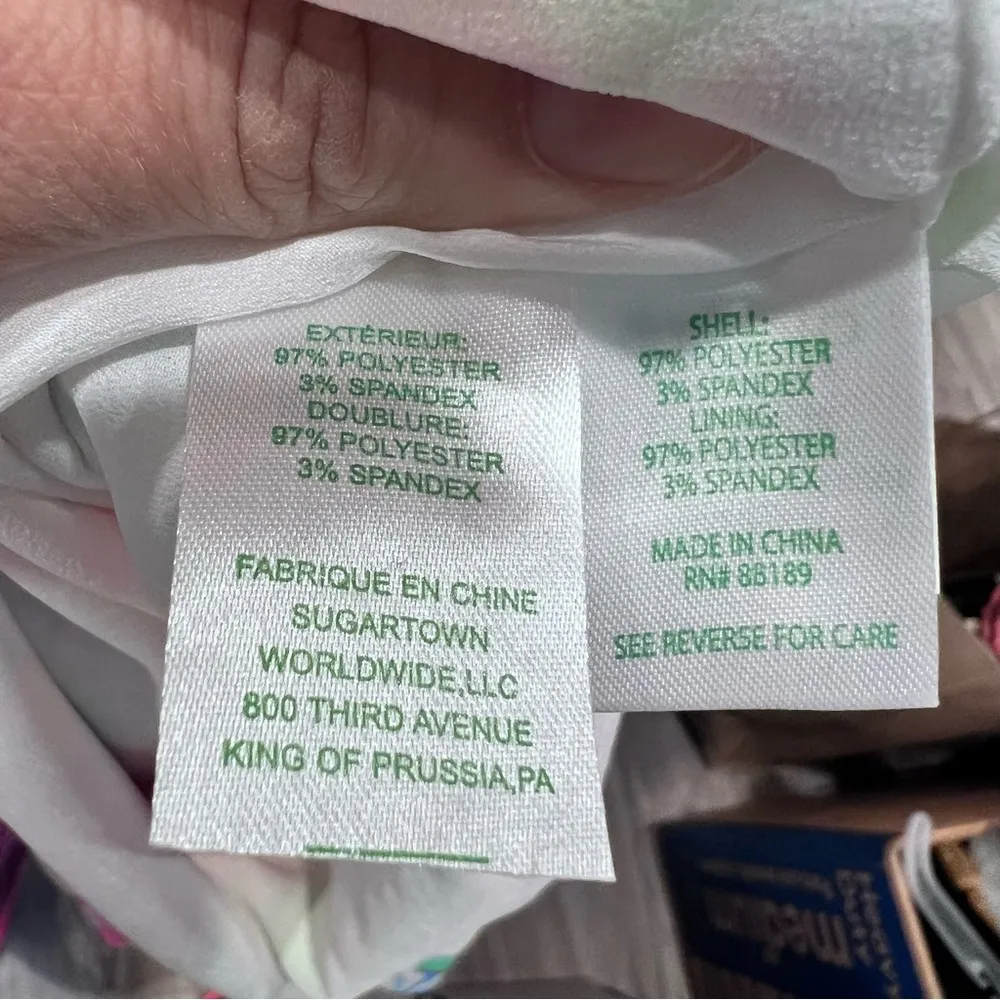 EXTÉRIEUR:
97% POLYESTER
3% SPANDEX
DOUBLURE:
97% POLYESTER
3% SPANDEX
FABRIQUE EN CHINE
SUGARTOWN
WORLDWIDE,LLC
800 THIRD AVENUE
KING OF PRUSSIA,PA
SHELL:
97% POLYESTER
3% SPANDEX
LINING:
97% POLYESTER
3% SPANDEX
MADE IN CHINA
RN# 88189
SEE REVERSE FOR CARE